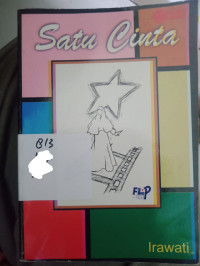 Satu Cinta
B13
FLP
Irawati